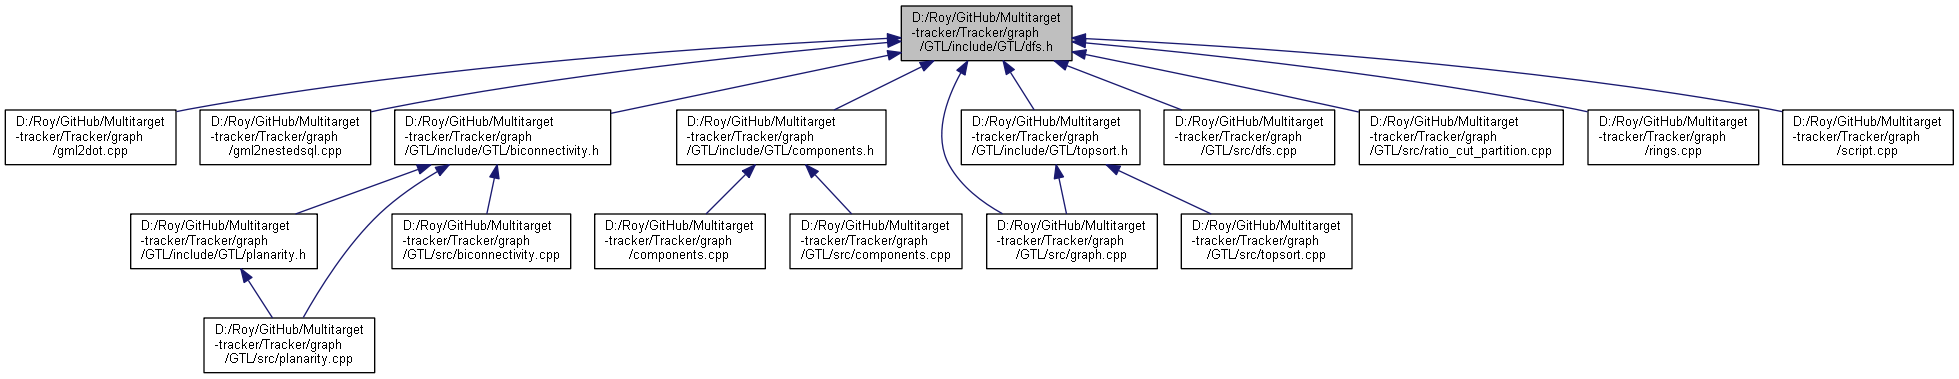 D:/Roy/GitHub/Multitarget
-tracker/Tracker/graph
/GTL/include/GTL/dfs.h
D:/Roy/GitHub/Multitarget
-tracker/Tracker/graph
/gml2dot.cpp
D:/Roy/GitHub/Multitarget
-tracker/Tracker/graph
/gml2nestedsql.cpp
D:/Roy/GitHub/Multitarget
-tracker/Tracker/graph
/GTL/include/GTL/biconnectivity.h
D:/Roy/GitHub/Multitarget
-tracker/Tracker/graph
/GTL/include/GTL/components.h
D:/Roy/GitHub/Multitarget
-tracker/Tracker/graph
/GTL/include/GTL/topsort.h
D:/Roy/GitHub/Multitarget
-tracker/Tracker/graph
/GTL/src/dfs.cpp
D:/Roy/GitHub/Multitarget
-tracker/Tracker/graph
/GTL/src/ratio_cut_partition.cpp
D:/Roy/GitHub/Multitarget
-tracker/Tracker/graph
/rings.cpp
D:/Roy/GitHub/Multitarget
-tracker/Tracker/graph
/script.cpp
D:/Roy/GitHub/Multitarget
-tracker/Tracker/graph
/GTL/include/GTL/planarity.h
D:/Roy/GitHub/Multitarget
-tracker/Tracker/graph
/GTL/src/biconnectivity.cpp
D:/Roy/GitHub/Multitarget
-tracker/Tracker/graph
/components.cpp
D:/Roy/GitHub/Multitarget
-tracker/Tracker/graph
/GTL/src/components.cpp
D:/Roy/GitHub/Multitarget
-tracker/Tracker/graph
/GTL/src/graph.cpp
D:/Roy/GitHub/Multitarget
-tracker/Tracker/graph
/GTL/src/topsort.cpp
D:/Roy/GitHub/Multitarget
-tracker/Tracker/graph
/GTL/src/planarity.cpp